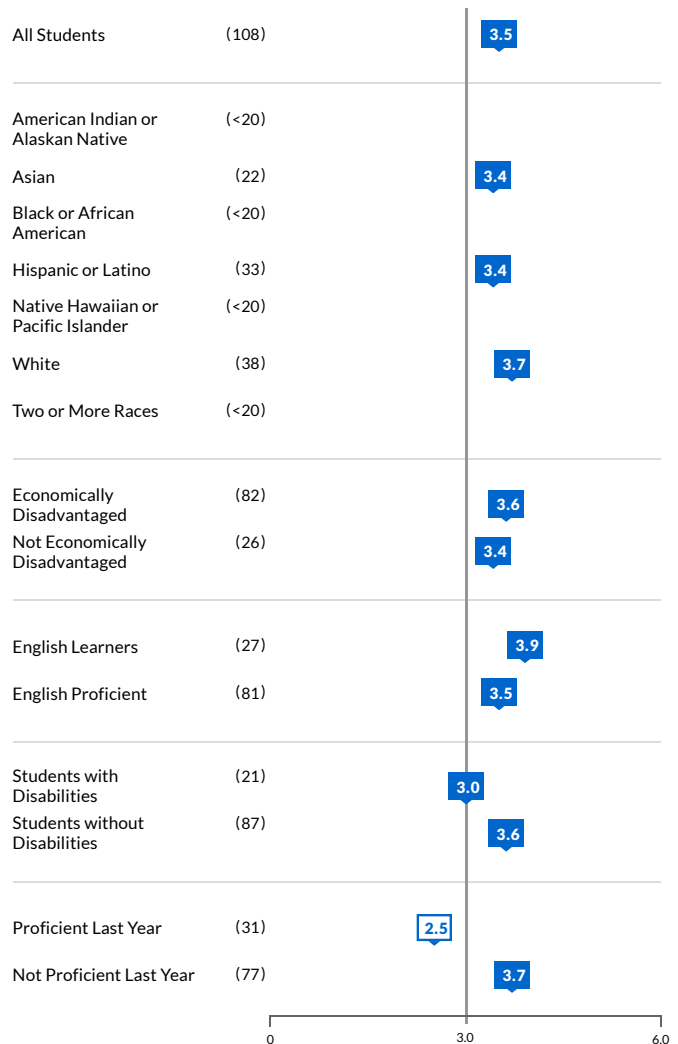 All Students (108) 3.5
American Indian or (<20)
Alaskan Native
Asian (22) 3.4
Black or African (<20)
American
Hispanic or Latino (33) 3.4
Native Hawaiian or (<20)
Pacific Islander
White (38) 3.7
Two or More Races (<20)
Economically (82) 3.6
Disadvantaged
Not Economically (26) 3.4
Disadvantaged
English Learners (27) 3.9
English Proficient (81) 3.5
Students with (21) 3.0
Disabilities
Students without (87) 3.6
Disabilities
Proficient Last Year (31) 2.5
Not Proficient Last Year (77) 3.7
0 3.0 6.0